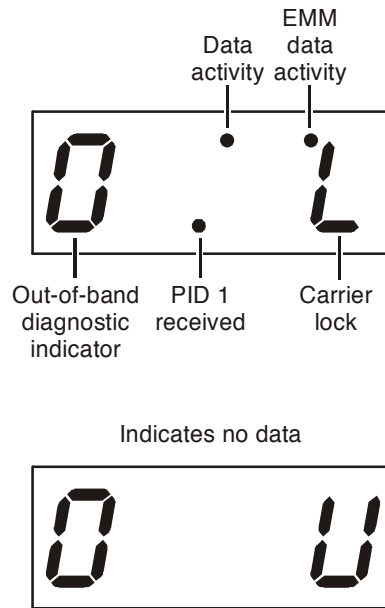 EMM
Data data
activity activity
0 L
Out-of-band PID 1 Carrier
diagnostic received lock
indicator
Indicates no data
0 U